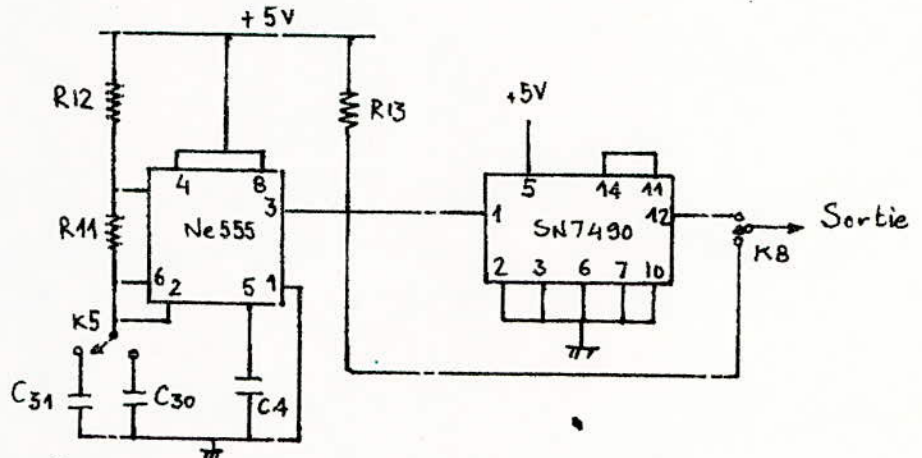 + 5V
R12
R13
+5V
4 8
5 14 11
3
1 12
R11
Ne555
SN7490
Sortie
K8
6 2 5 1
2 3 6 7 10
K5
C31
C30
C4